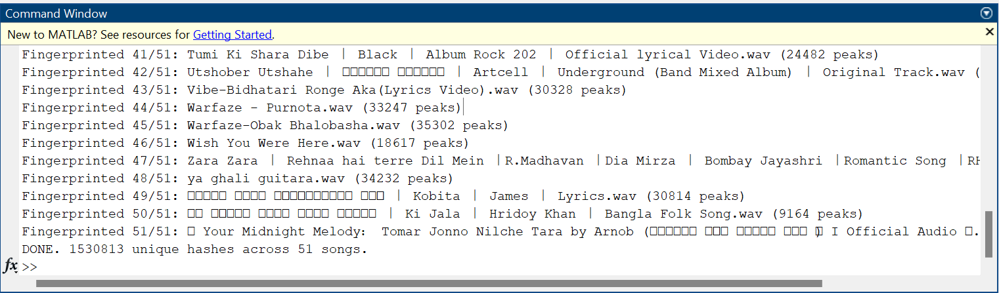 Command Window
New to MATLAB? See resources for Getting Started.
Fingerprinted 41/51: Tumi Ki Shara Dibe | Black | Album Rock 202 | Official lyrical Video.wav (24482 peaks)
Fingerprinted 42/51: Utshober Utshahe | □□□□□□ □□□□□□ | Artcell | Underground (Band Mixed Album) | Original Track.wav (
Fingerprinted 43/51: Vibe-Bidhatari Ronge Aka(Lyrics Video).wav (30328 peaks)
Fingerprinted 44/51: Warfaze - Purnota.wav (33247 peaks)
Fingerprinted 45/51: Warfaze-Obak Bhalobasha.wav (35302 peaks)
Fingerprinted 46/51: Wish You Were Here.wav (18617 peaks)
Fingerprinted 47/51: Zara Zara | Rehnaa hai terre Dil Mein |R.Madhavan |Dia Mirza | Bombay Jayashri |Romantic Song |RH
Fingerprinted 48/51: ya ghali guitara.wav (34232 peaks)
Fingerprinted 49/51: □□□□□ □□□□ □□□□□□□□□□ □□□ | Kobita | James | Lyrics.wav (30814 peaks)
Fingerprinted 50/51: □□ □□□□□ □□□□ □□□□ □□□□□ | Ki Jala | Hridoy Khan | Bangla Folk Song.wav (9164 peaks)
Fingerprinted 51/51: □ Your Midnight Melody: Tomar Jonno Nilche Tara by Arnob (□□□□□□ □□□ □□□□□ □□□ □) I Official Audio □.
DONE. 1530813 unique hashes across 51 songs.
fx >>